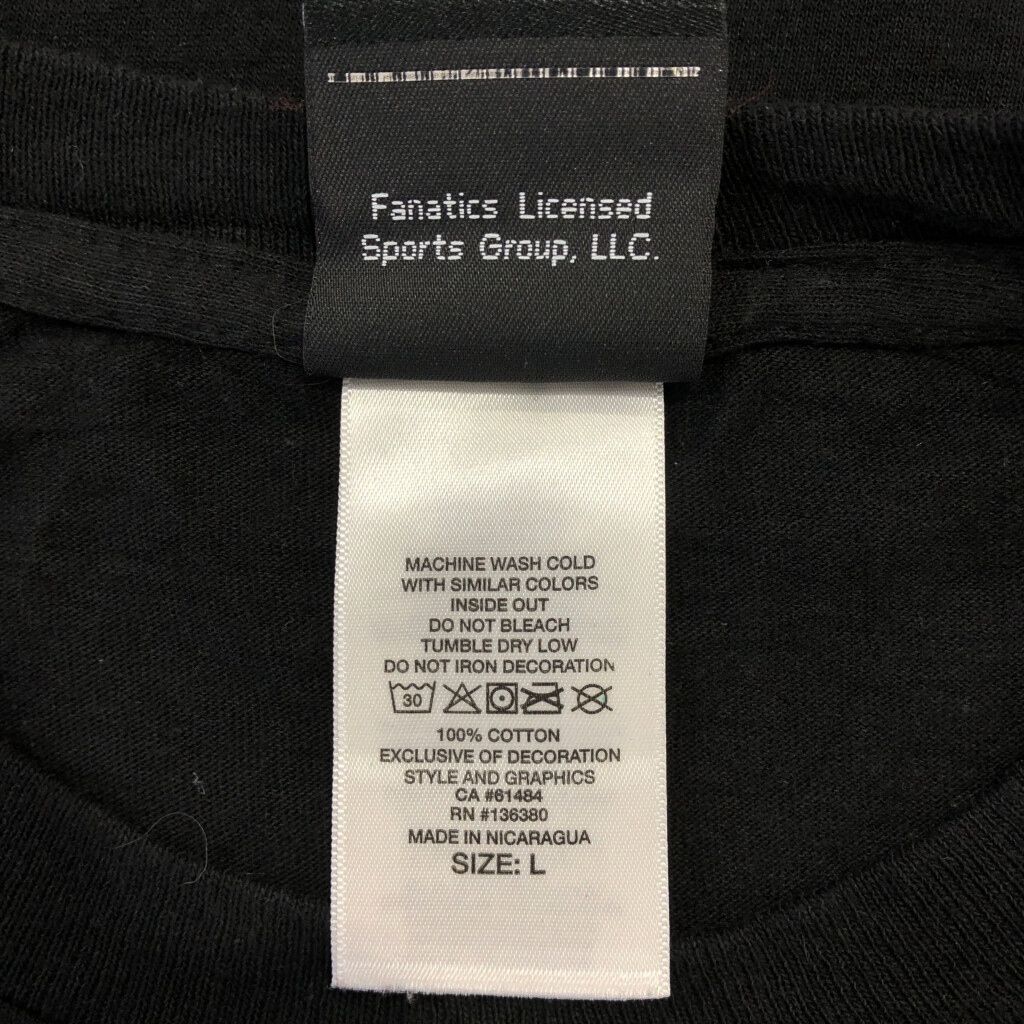 Fanatics Licensed
Sports Group, LLC.
MACHINE WASH COLD
WITH SIMILAR COLORS
INSIDE OUT
DO NOT BLEACH
TUMBLE DRY LOW
DO NOT IRON DECORATION
30
100% COTTON
EXCLUSIVE OF DECORATION
STYLE AND GRAPHICS
CA #61484
RN #136380
MADE IN NICARAGUA
SIZE: L